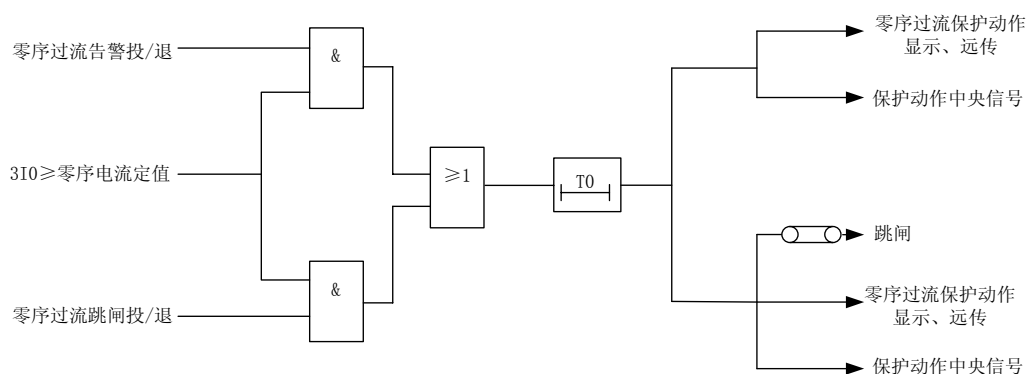 零序过流告警投/退
&
3I0≥零序电流定值
&
零序过流跳闸投/退
≥1
T0
零序过流保护动作
显示、远传
保护动作中央信号
跳闸
零序过流保护动作
显示、远传
保护动作中央信号